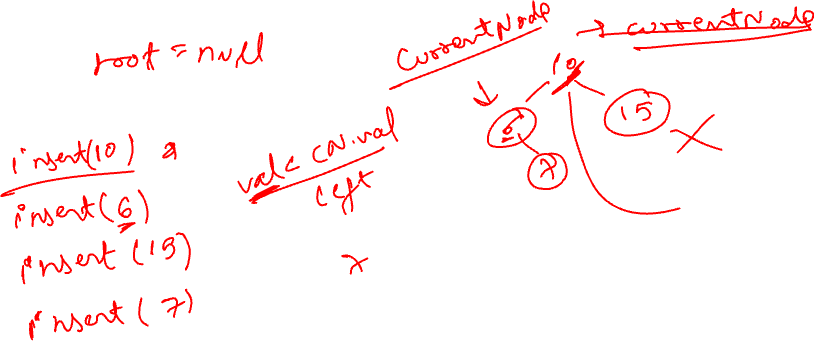 currentNode → currentNode
root = null
10
6 15
7
insert(10)
val < CN.val
left
insert(6)
insert(15)
insert(7)